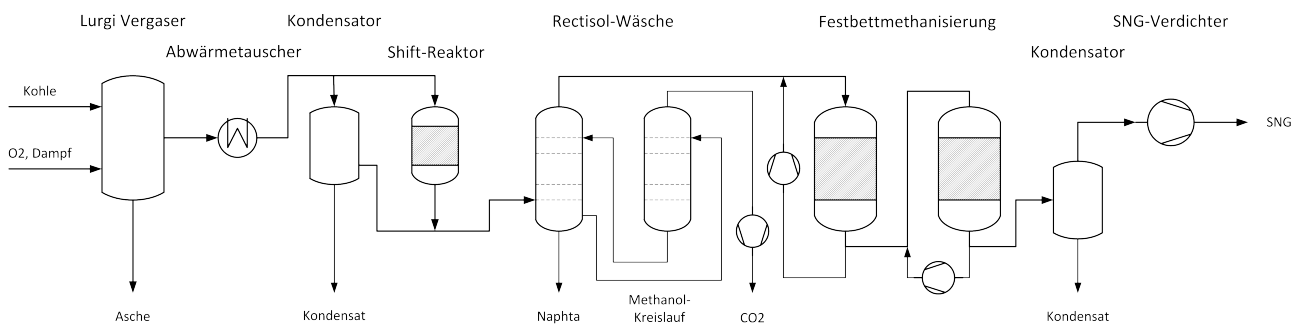 Lurgi Vergaser
Kondensator
Rectisol-Wäsche
Festbettmethanisierung
SNG-Verdichter
Abwärmetauscher
Shift-Reaktor
Kondensator
Kohle
O2, Dampf
SNG
Asche
Kondensat
Naphta
Methanol-
Kreislauf
CO2
Kondensat